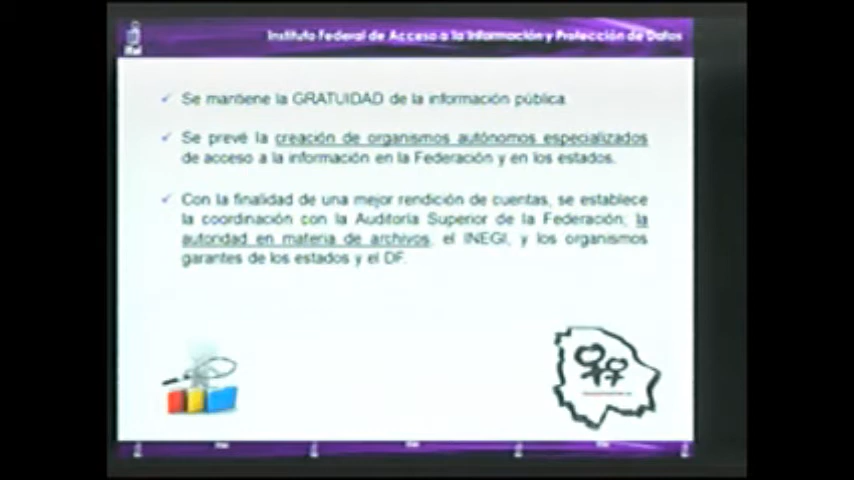 Instituto Federal de Acceso a la Información y Protección de Datos
Se mantiene la GRATUIDAD de la información pública.
Se prevé la creación de organismos autónomos especializados
de acceso a la información en la Federación y en los estados.
Con la finalidad de una mejor rendición de cuentas, se establece
la coordinación con la Auditoría Superior de la Federación, la
autoridad en materia de archivos, el INEGI, y los organismos
garantes de los estados y el DF.